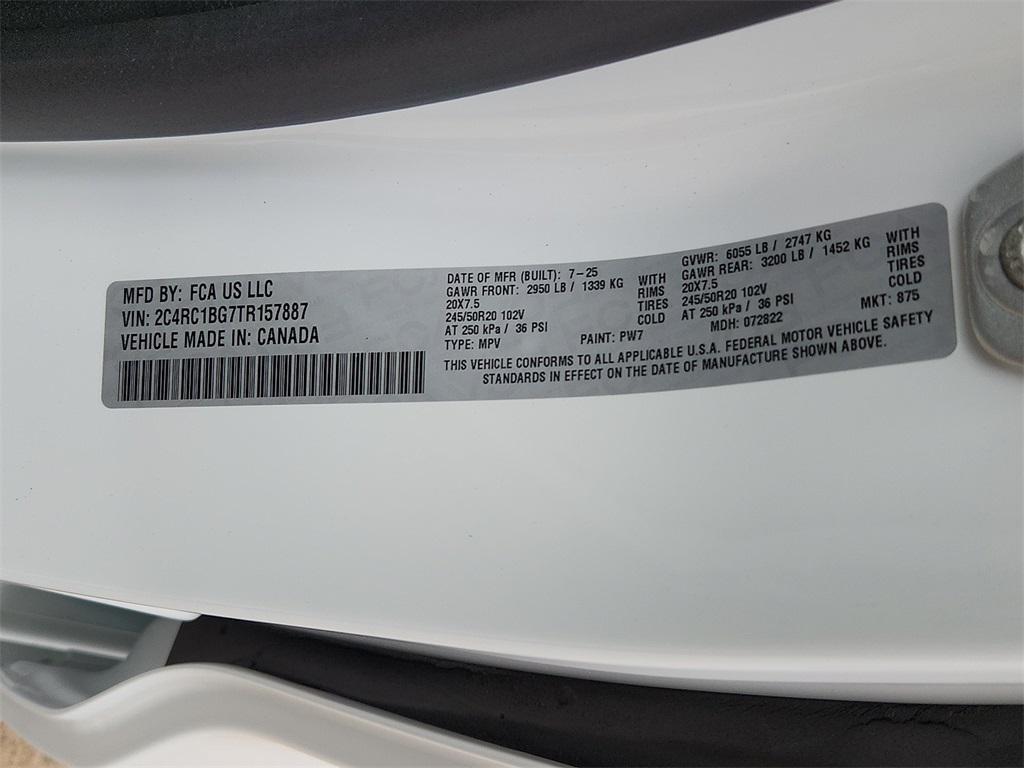 MFD BY: FCA US LLC
VIN: 2C4RC1BG7TR157887
VEHICLE MADE IN: CANADA
DATE OF MFR (BUILT): 7-25
GAWR FRONT: 2950 LB / 1339 KG WITH
20X7.5 RIMS
245/50R20 102V TIRES
AT 250 kPa / 36 PSI COLD
TYPE: MPV PAINT: PW7
GVWR: 6055 LB / 2747 KG
GAWR REAR: 3200 LB / 1452 KG WITH
20X7.5 RIMS
245/50R20 102V TIRES
AT 250 kPa / 36 PSI COLD
MDH: 072822 MKT: 875
THIS VEHICLE CONFORMS TO ALL APPLICABLE U.S.A. FEDERAL MOTOR VEHICLE SAFETY
STANDARDS IN EFFECT ON THE DATE OF MANUFACTURE SHOWN ABOVE.